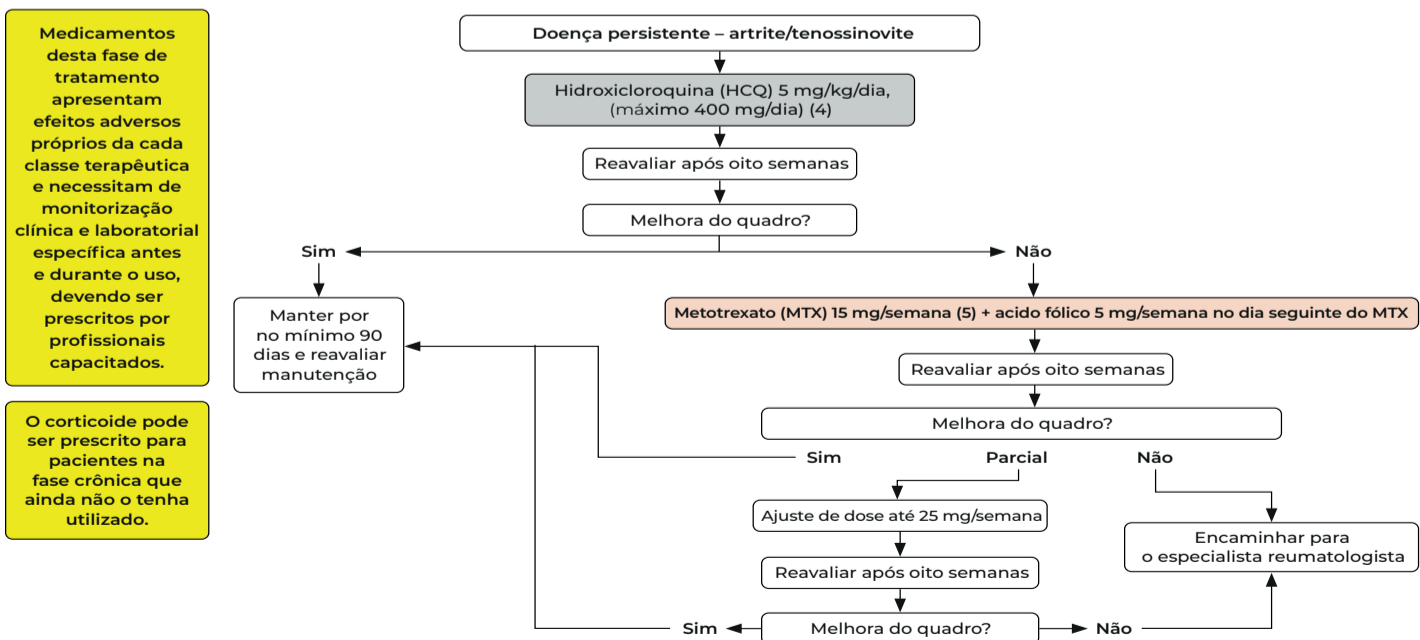 Medicamentos
desta fase de
tratamento
apresentam
efeitos adversos
próprios da cada
classe terapêutica
e necessitam de
monitorização
clínica e laboratorial
específica antes
e durante o uso,
devendo ser
prescritos por
profissionais
capacitados.
O corticoide pode
ser prescrito para
pacientes na
fase crônica que
ainda não o tenha
utilizado.
Doença persistente – artrite/tenossinovite
Hidroxicloroquina (HCQ) 5 mg/kg/dia,
(máximo 400 mg/dia) (4)
Reavaliar após oito semanas
Melhora do quadro?
Sim
Não
Manter por
no mínimo 90
dias e reavaliar
manutenção
Metotrexato (MTX) 15 mg/semana (5) + acido fólico 5 mg/semana no dia seguinte do MTX
Reavaliar após oito semanas
Melhora do quadro?
Sim
Parcial
Não
Ajuste de dose até 25 mg/semana
Encaminhar para
o especialista reumatologista
Reavaliar após oito semanas
Sim
Melhora do quadro?
Não